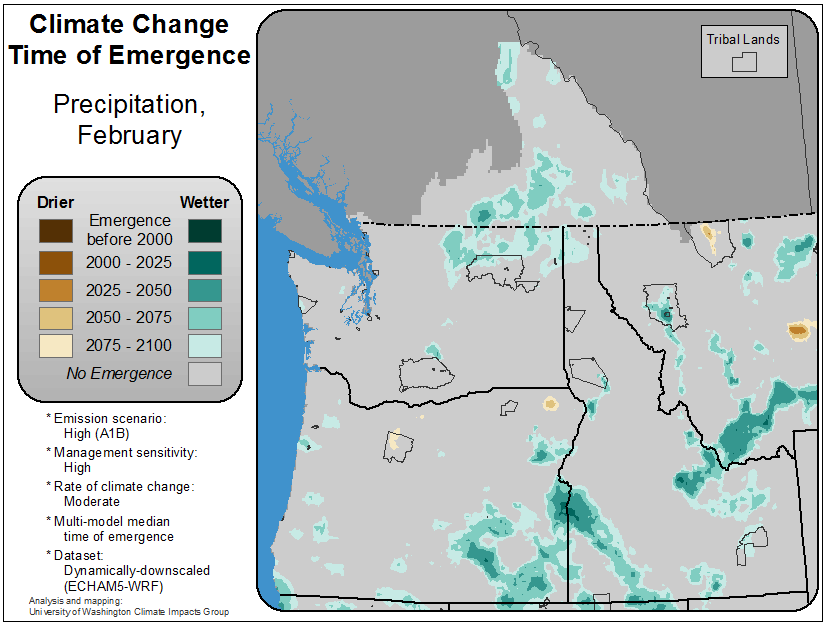 Climate Change
Time of Emergence
Precipitation,
February
Tribal Lands
Drier
Wetter
Emergence
before 2000
2000 - 2025
2025 - 2050
2050 - 2075
2075 - 2100
No Emergence
* Emission scenario:
High (A1B)
* Management sensitivity:
High
* Rate of climate change:
Moderate
* Multi-model median
time of emergence
* Dataset:
Dynamically-downscaled
(ECHAM5-WRF)
Analysis and mapping:
University of Washington Climate Impacts Group